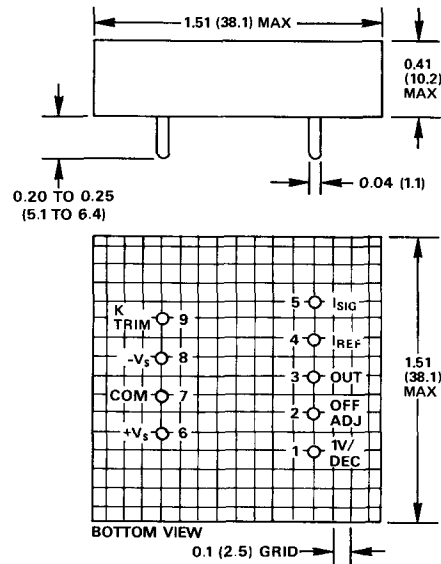 1.51 (38.1) MAX
0.41
(10.2)
MAX
0.20 TO 0.25
(5.1 TO 6.4)
0.04 (1.1)
K
TRIM 9
-Vs 8
COM 7
+Vs 6
5 ISIG
4 IREF
3 OUT
2 OFF
ADJ
1 1V/
DEC
1.51
(38.1)
MAX
BOTTOM VIEW
0.1 (2.5) GRID